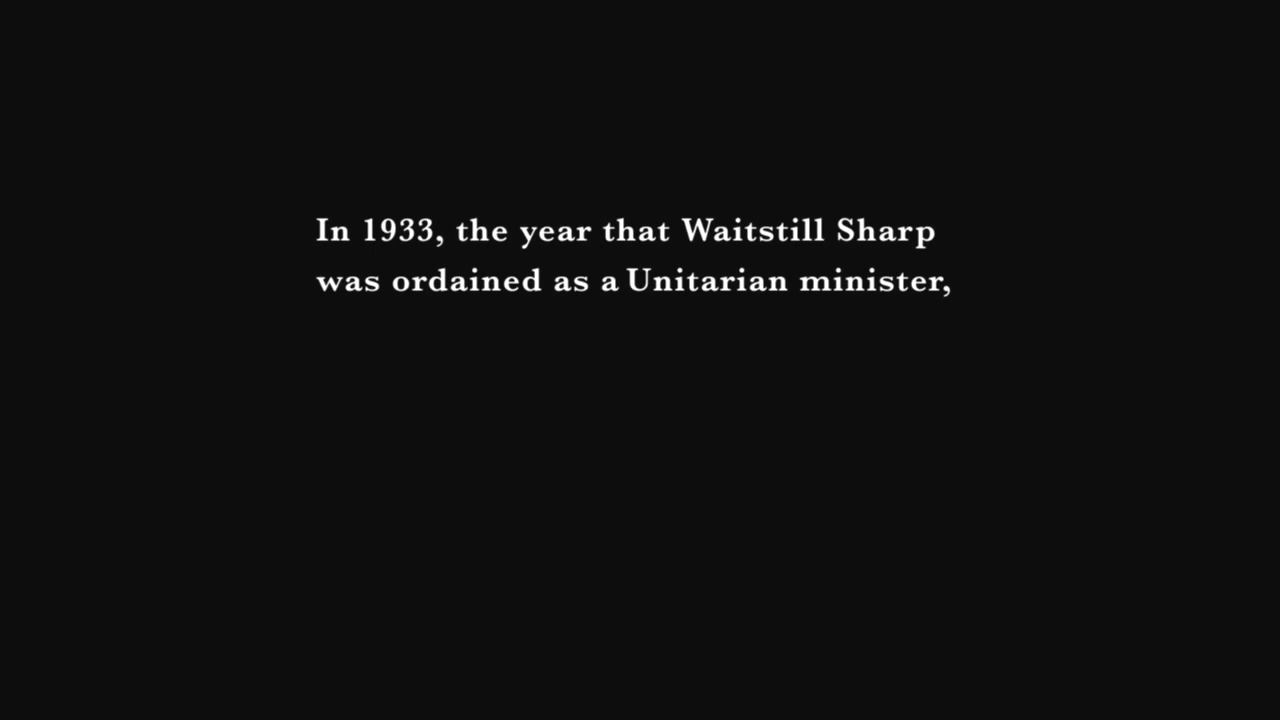 In 1933, the year that Waitstill Sharp
was ordained as a Unitarian minister,